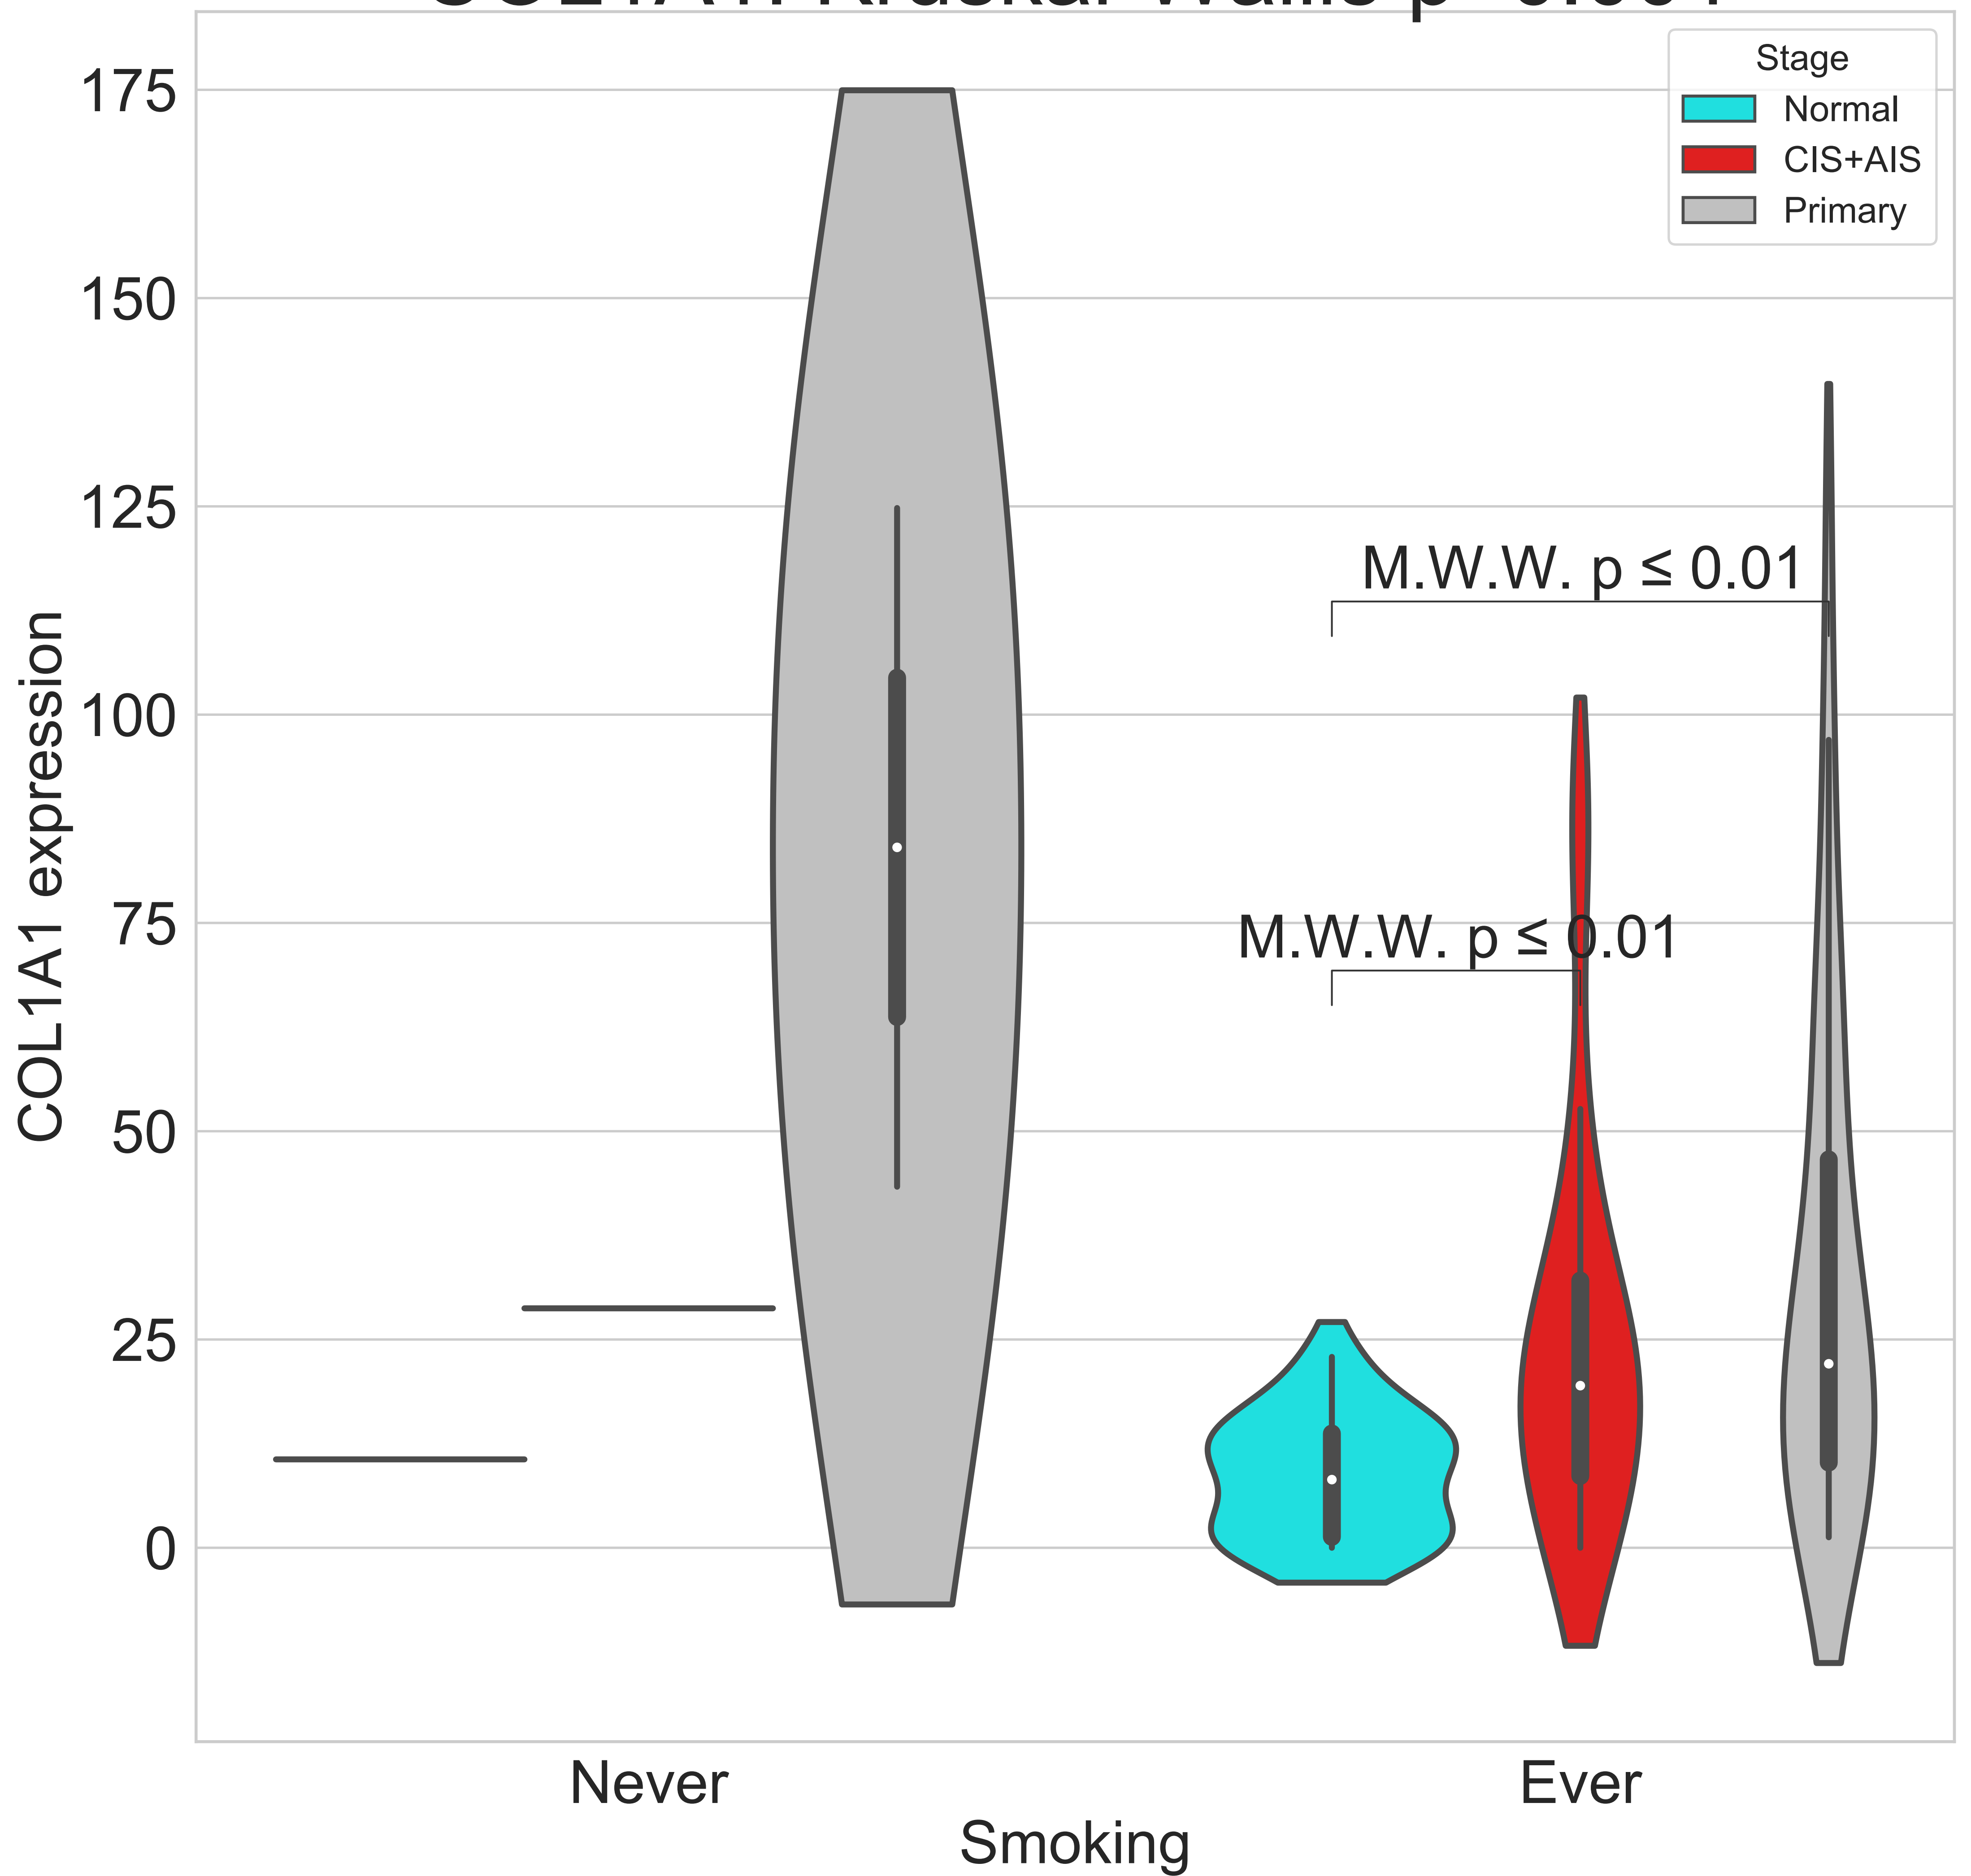 Stage
Normal
CIS+AIS
Primary
175
150
125
100
75
50
25
0
COL1A1 expression
M.W.W. p ≤ 0.01
M.W.W. p ≤ 0.01
Never
Ever
Smoking